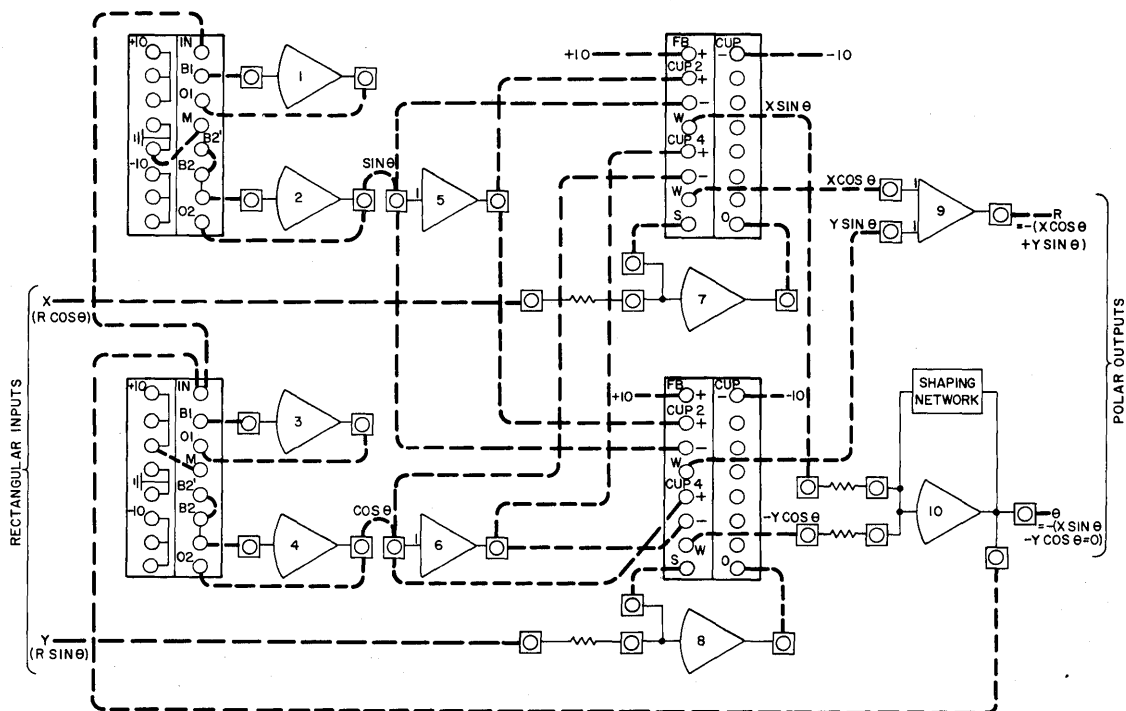 +10
IN
B1
O1
M
B2'
-10
B2
O2
1
2
SIN θ
1
5
+10
FB
+
CUP
-
-10
CUP 2
+
-
W
X SIN θ
CUP 4
+
-
W
S
O
X COS θ
Y SIN θ
1
1
9
R
=-(X COS θ
+Y SIN θ)
X
(R COS θ)
7
RECTANGULAR INPUTS
POLAR OUTPUTS
+10
IN
B1
O1
M
B2'
B2
-10
O2
3
4
COS θ
1
6
+10
FB
+
CUP
-
-10
CUP 2
+
-
W
CUP 4
+
-
W
S
O
-Y COS θ
SHAPING
NETWORK
10
θ
=-(X SIN θ
-Y COS θ=0)
Y
(R SIN θ)
8